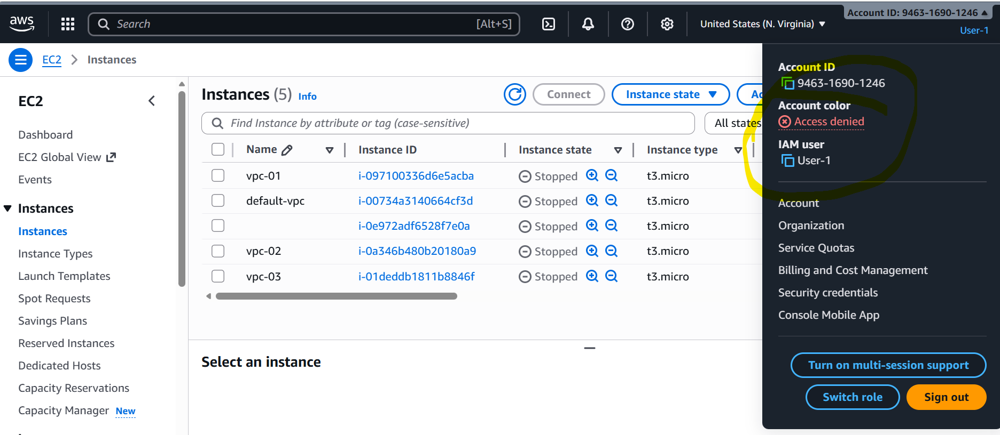 aws
Search [Alt+S]
United States (N. Virginia)
Account ID: 9463-1690-1246
User-1
EC2 Instances
EC2
Dashboard
EC2 Global View
Events
Instances
Instances
Instance Types
Launch Templates
Spot Requests
Savings Plans
Reserved Instances
Dedicated Hosts
Capacity Reservations
Capacity Manager New
Instances (5) Info
Connect
Instance state
Find Instance by attribute or tag (case-sensitive)
All states
Name Instance ID Instance state Instance type
vpc-01 i-097100336d6e5acba Stopped t3.micro
default-vpc i-00734a3140664cf3d Stopped t3.micro
i-0e972adf6528f7e0a Stopped t3.micro
vpc-02 i-0a346b480b20180a9 Stopped t3.micro
vpc-03 i-01deddb1811b8846f Stopped t3.micro
Select an instance
Account ID
9463-1690-1246
Account color
Access denied
IAM user
User-1
Account
Organization
Service Quotas
Billing and Cost Management
Security credentials
Console Mobile App
Turn on multi-session support
Switch role
Sign out